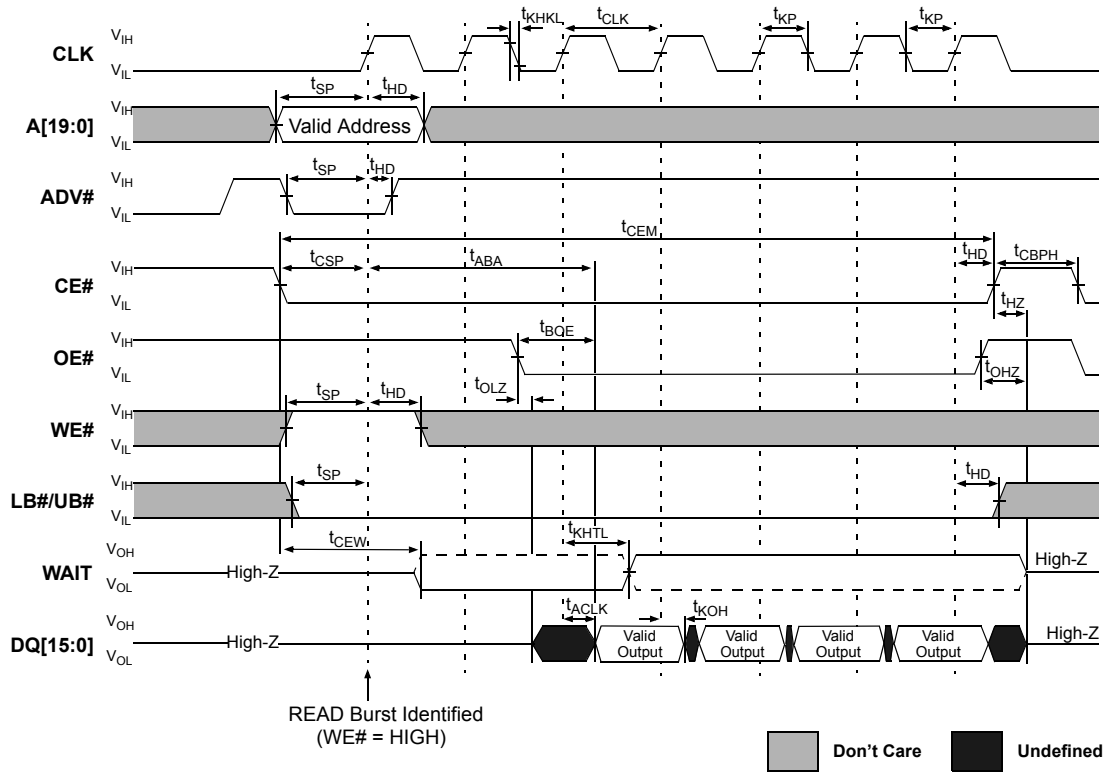 tKHKL tCLK tKP tKP
CLK VIH
VIL
tSP tHD
A[19:0] VIH
VIL
Valid Address
tSP tHD
ADV# VIH
VIL
tCEM
tCSP tABA tHD tCBPH
CE# VIH
VIL
tHZ
tBOE
OE# VIH
VIL
tOLZ tOHZ
tSP tHD
WE# VIH
VIL
tSP tHD
LB#/UB# VIH
VIL
tCEW tKHTL
WAIT VOH
VOL
High-Z High-Z
tACLK tKOH
DQ[15:0] VOH
VOL
High-Z Valid Output Valid Output Valid Output Valid Output High-Z
READ Burst Identified
(WE# = HIGH)
Don't Care Undefined